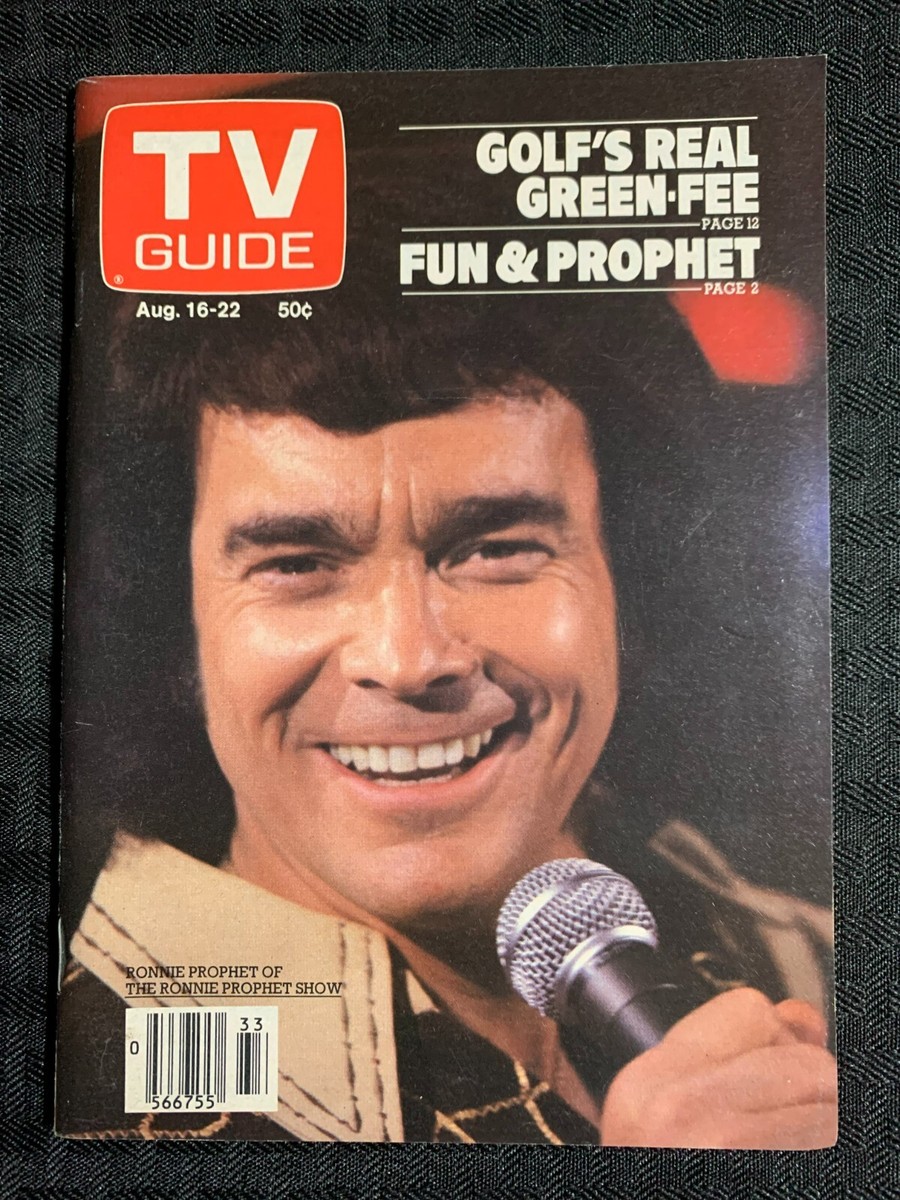 TV
GUIDE
®
Aug. 16-22 50¢
GOLF'S REAL
GREEN-FEE
PAGE 12
FUN & PROPHET
PAGE 2
RONNIE PROPHET OF
THE RONNIE PROPHET SHOW
33
0
566755